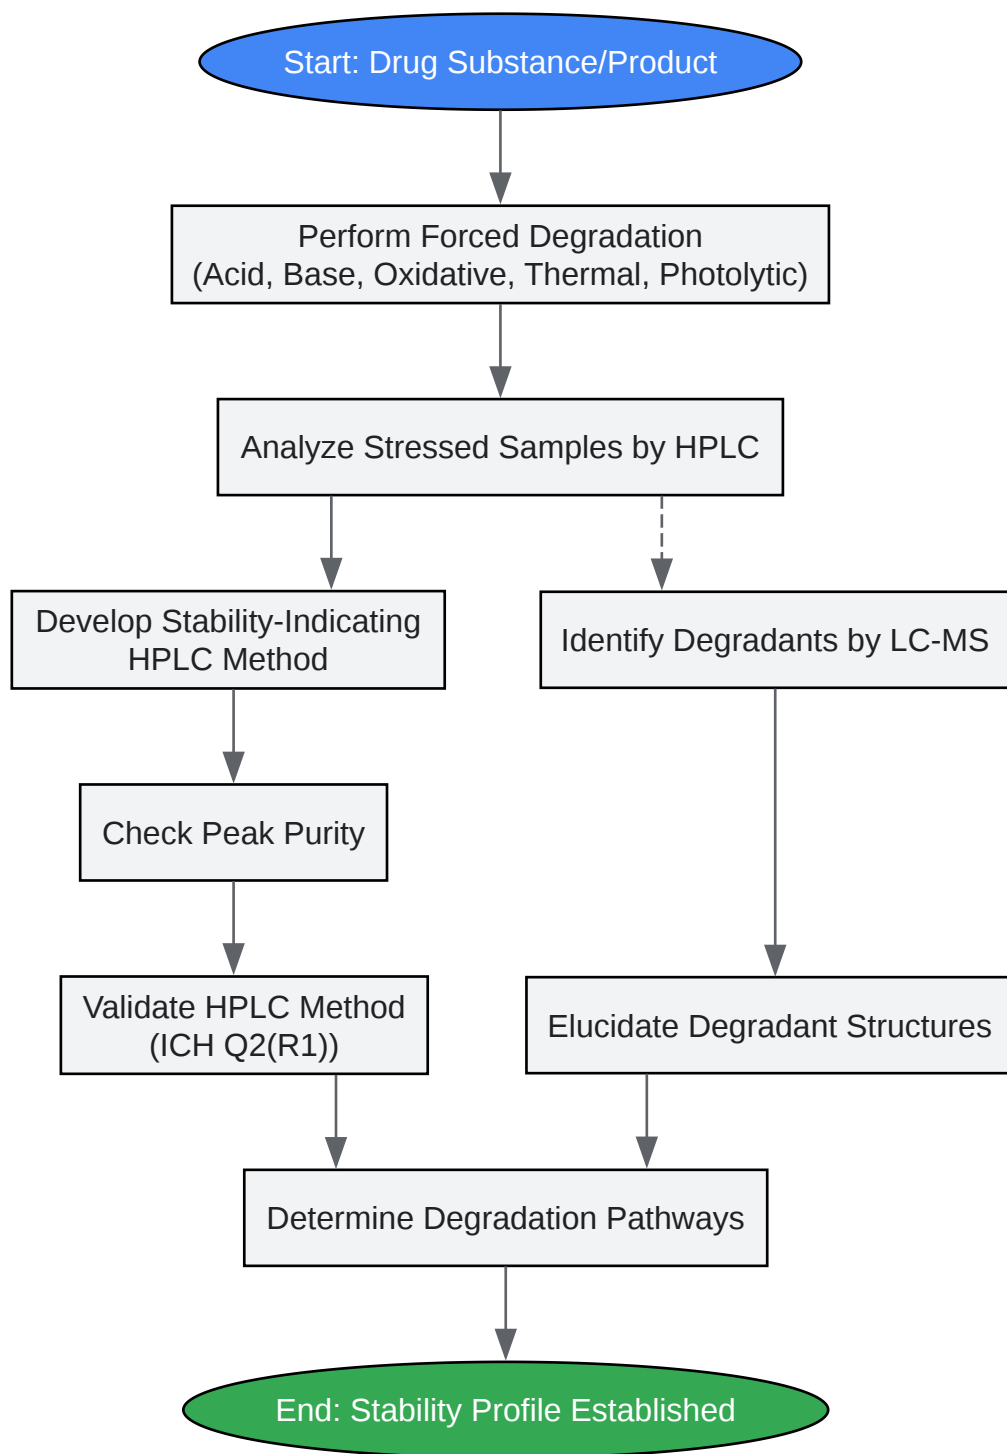 Start: Drug Substance/Product
Perform Forced Degradation
(Acid, Base, Oxidative, Thermal, Photolytic)
Analyze Stressed Samples by HPLC
Develop Stability-Indicating
HPLC Method
Identify Degradants by LC-MS
Check Peak Purity
Validate HPLC Method
(ICH Q2(R1))
Elucidate Degradant Structures
Determine Degradation Pathways
End: Stability Profile Established